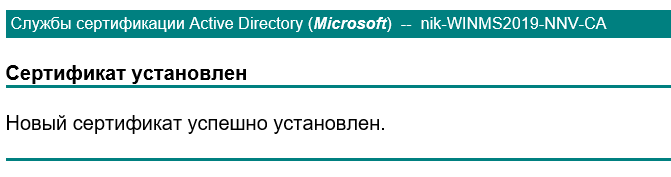 Службы сертификации Active Directory (Microsoft) -- nik-WINMS2019-NNV-CA
Сертификат установлен
Новый сертификат успешно установлен.